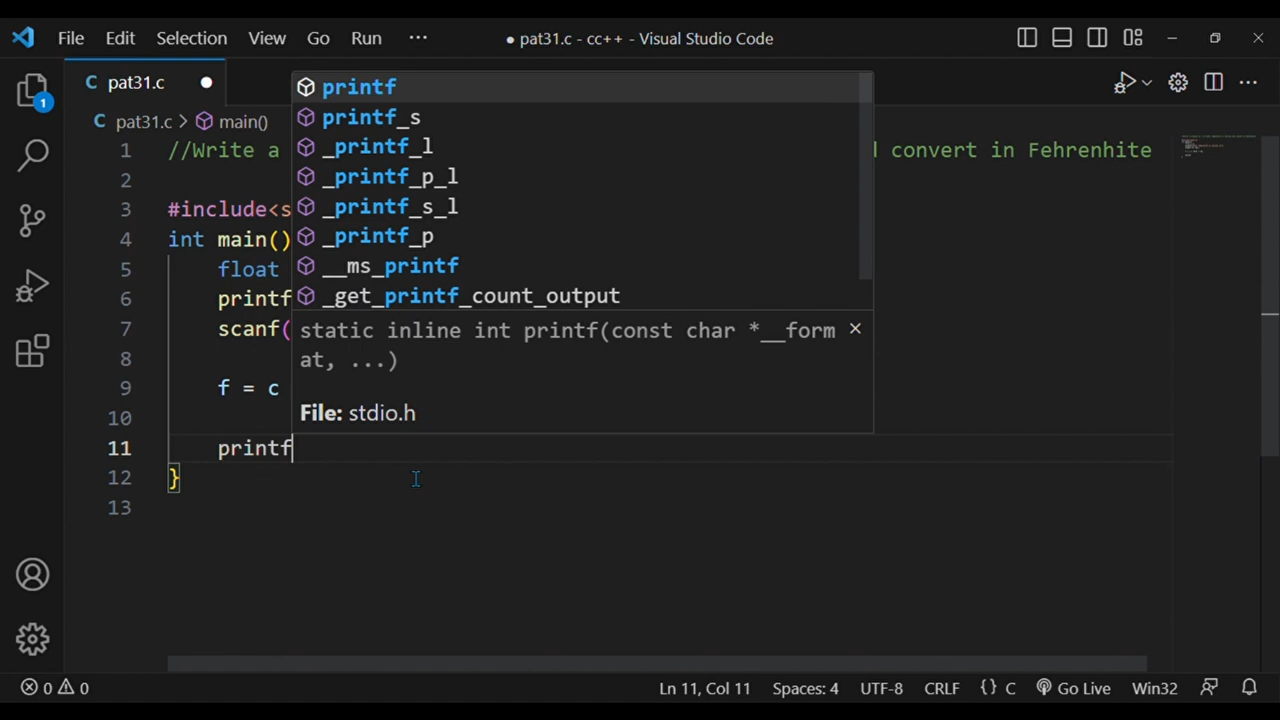 File Edit Selection View Go Run ··· ● pat31.c - cc++ - Visual Studio Code
C pat31.c ●
C pat31.c > main()
1 //Write a convert in Fehrenhite
2
3 #include<s
4 int main()
5 float
6 printf
7 scanf(
8
9 f = c
10
11 printf
12 }
13
printf
printf_s
_printf_l
_printf_p_l
_printf_s_l
_printf_p
__ms_printf
_get_printf_count_output
static inline int printf(const char *__form
at, ...)
File: stdio.h
1
0 0 Ln 11, Col 11 Spaces: 4 UTF-8 CRLF {} C Go Live Win32